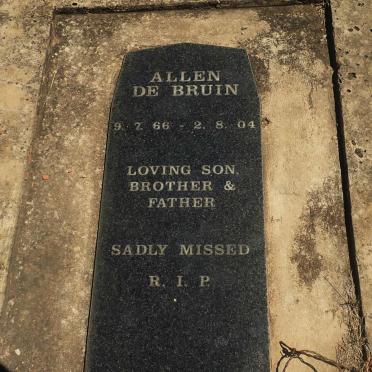 ALLEN
DE BRUIN
9. 7. 66 - 2. 8. 04
LOVING SON,
BROTHER &
FATHER
SADLY MISSED
R. I. P.